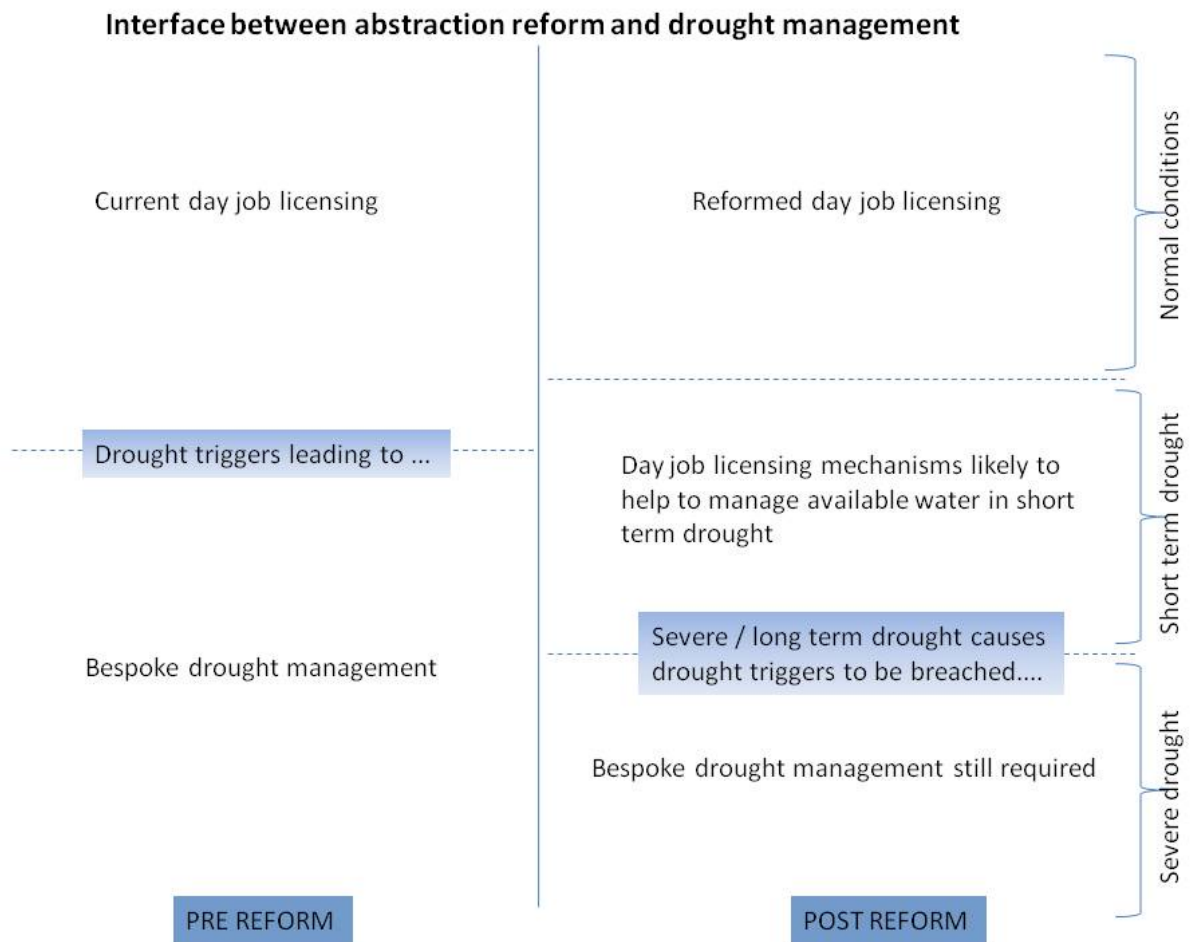 Interface between abstraction reform and drought management
Current day job licensing
Drought triggers leading to ...
Bespoke drought management
PRE REFORM
Reformed day job licensing
Day job licensing mechanisms likely to
help to manage available water in short
term drought
Severe / long term drought causes
drought triggers to be breached....
Bespoke drought management still required
POST REFORM
Normal conditions
Short term drought
Severe drought